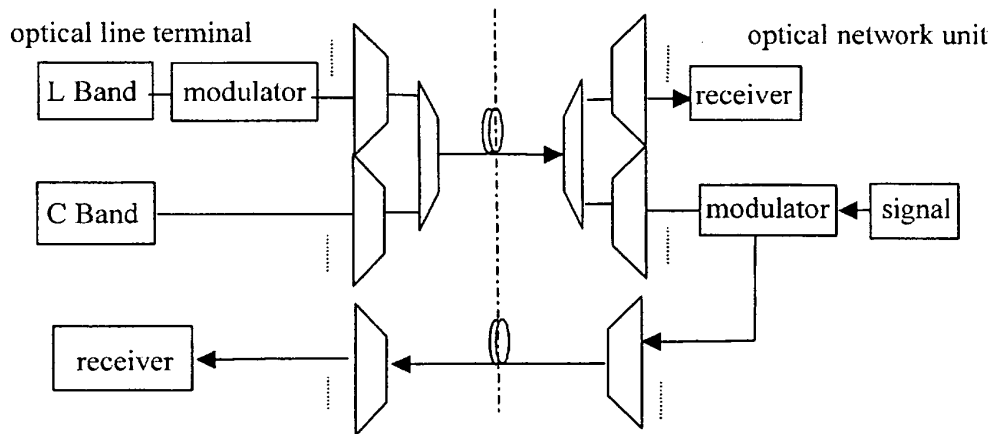 optical line terminal
optical network unit
L Band
modulator
receiver
C Band
modulator
signal
receiver